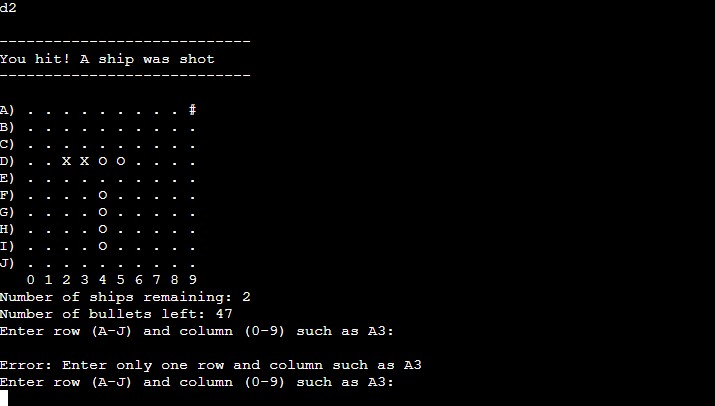 d2
----------------------------
You hit! A ship was shot
----------------------------
A) . . . . . . . . . #
B) . . . . . . . . . .
C) . . . . . . . . . .
D) . . X X O O . . . .
E) . . . . . . . . . .
F) . . . . O . . . . .
G) . . . . O . . . . .
H) . . . . O . . . . .
I) . . . . O . . . . .
J) . . . . . . . . . .
0 1 2 3 4 5 6 7 8 9
Number of ships remaining: 2
Number of bullets left: 47
Enter row (A-J) and column (0-9) such as A3:
Error: Enter only one row and column such as A3
Enter row (A-J) and column (0-9) such as A3: